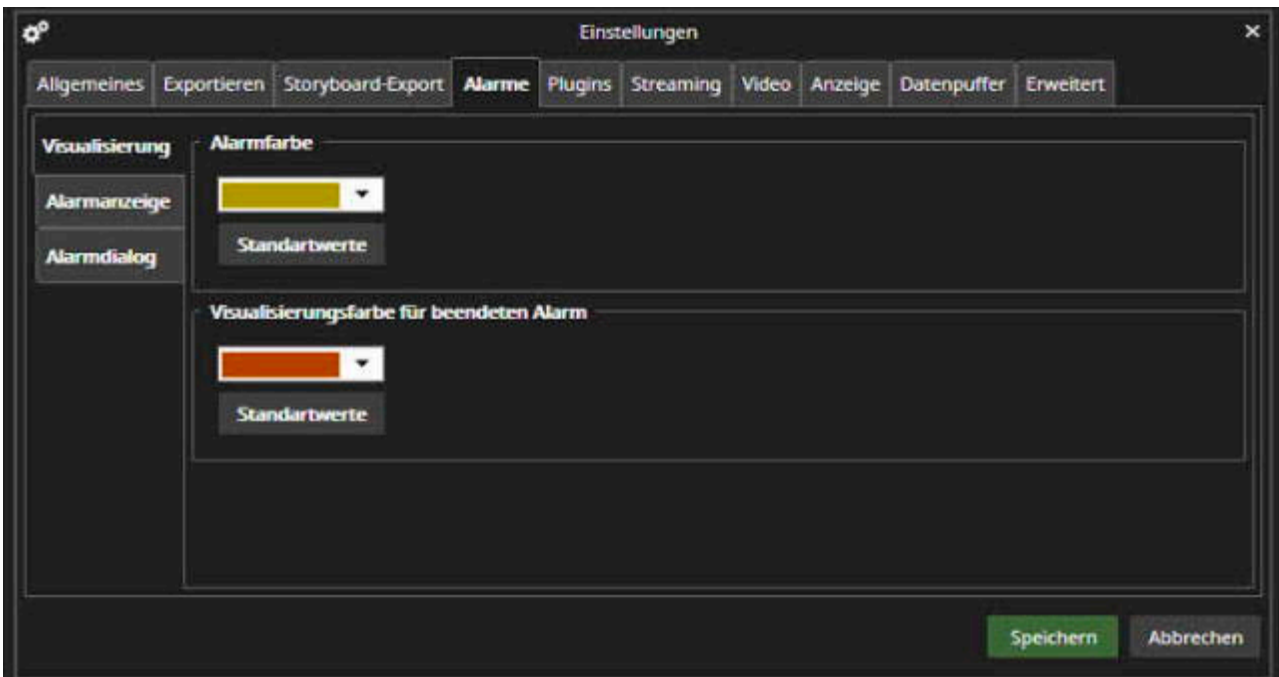 Einstellungen
Allgemeines Exportieren Storyboard-Export Alarme Plugins Streaming Video Anzeige Datenpuffer Erweitert
Visualisierung
Alarmanzeige
Alarmdialog
Alarmfarbe
Standartwerte
Visualisierungsfarbe für beendeten Alarm
Standartwerte
Speichern Abbrechen